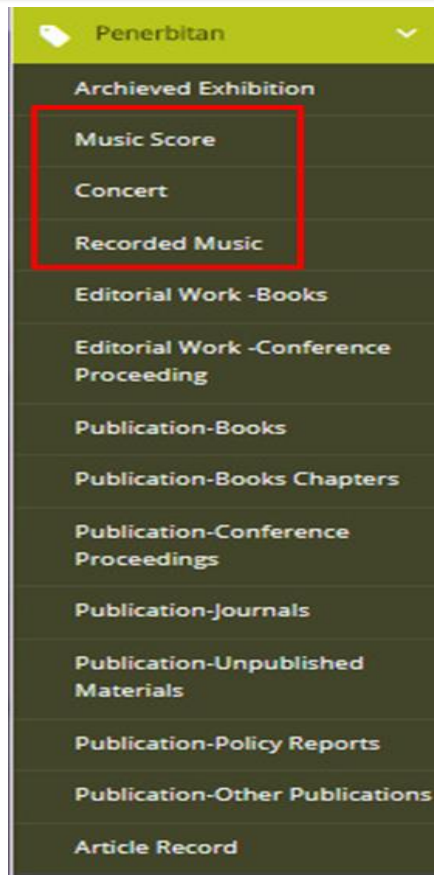 Penerbitan
Archieved Exhibition
Music Score
Concert
Recorded Music
Editorial Work -Books
Editorial Work -Conference
Proceeding
Publication-Books
Publication-Books Chapters
Publication-Conference
Proceedings
Publication-Journals
Publication-Unpublished
Materials
Publication-Policy Reports
Publication-Other Publications
Article Record